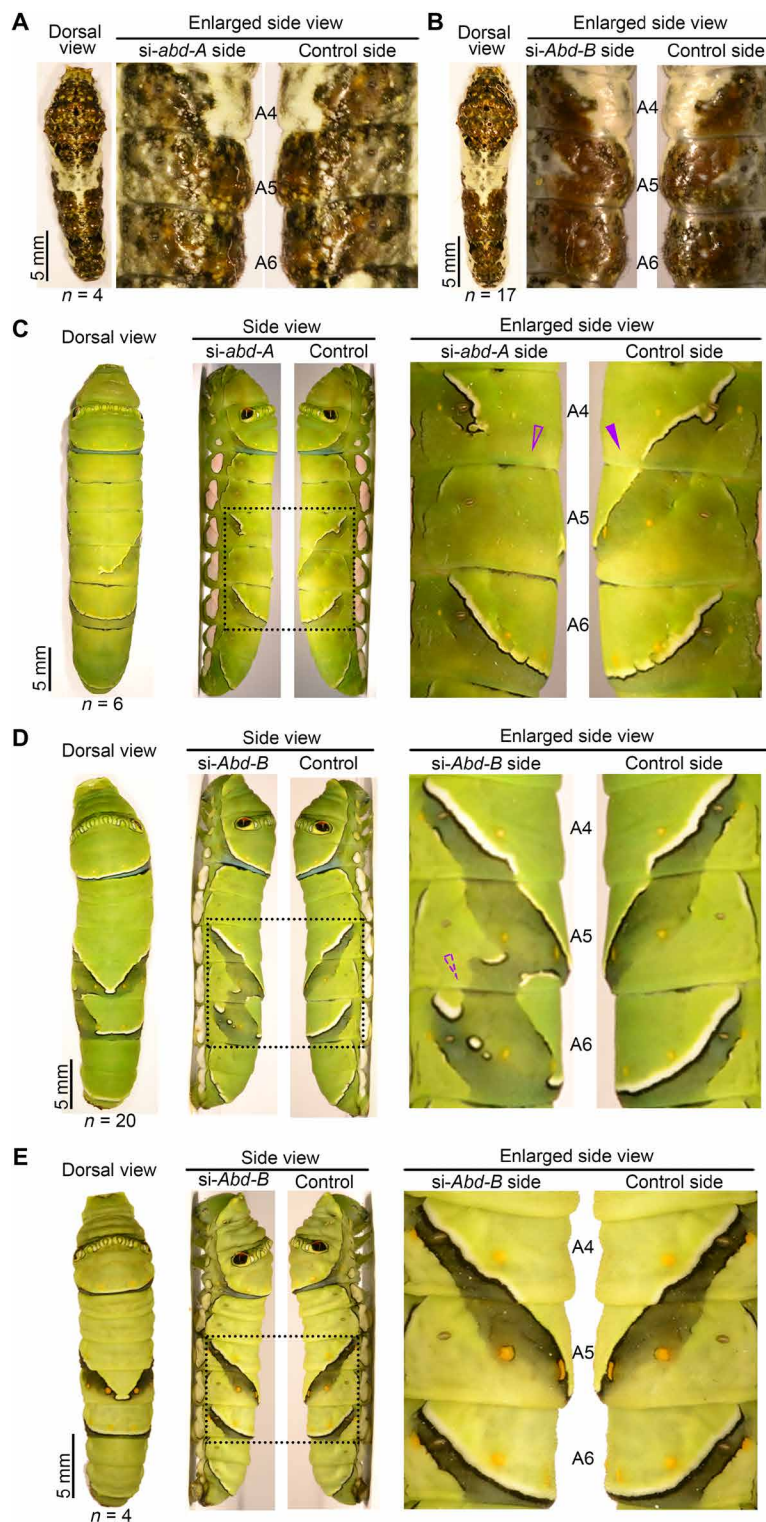 A
Dorsal view
Enlarged side view
si-abd-A side
Control side
A4
A5
A6
5 mm
n = 4
B
Dorsal view
Enlarged side view
si-Abd-B side
Control side
A4
A5
A6
5 mm
n = 17
C
Dorsal view
Side view
si-abd-A
Control
Enlarged side view
si-abd-A side
Control side
A4
A5
A6
5 mm
n = 6
D
Dorsal view
Side view
si-Abd-B
Control
Enlarged side view
si-Abd-B side
Control side
A4
A5
A6
5 mm
n = 20
E
Dorsal view
Side view
si-Abd-B
Control
Enlarged side view
si-Abd-B side
Control side
A4
A5
A6
5 mm
n = 4